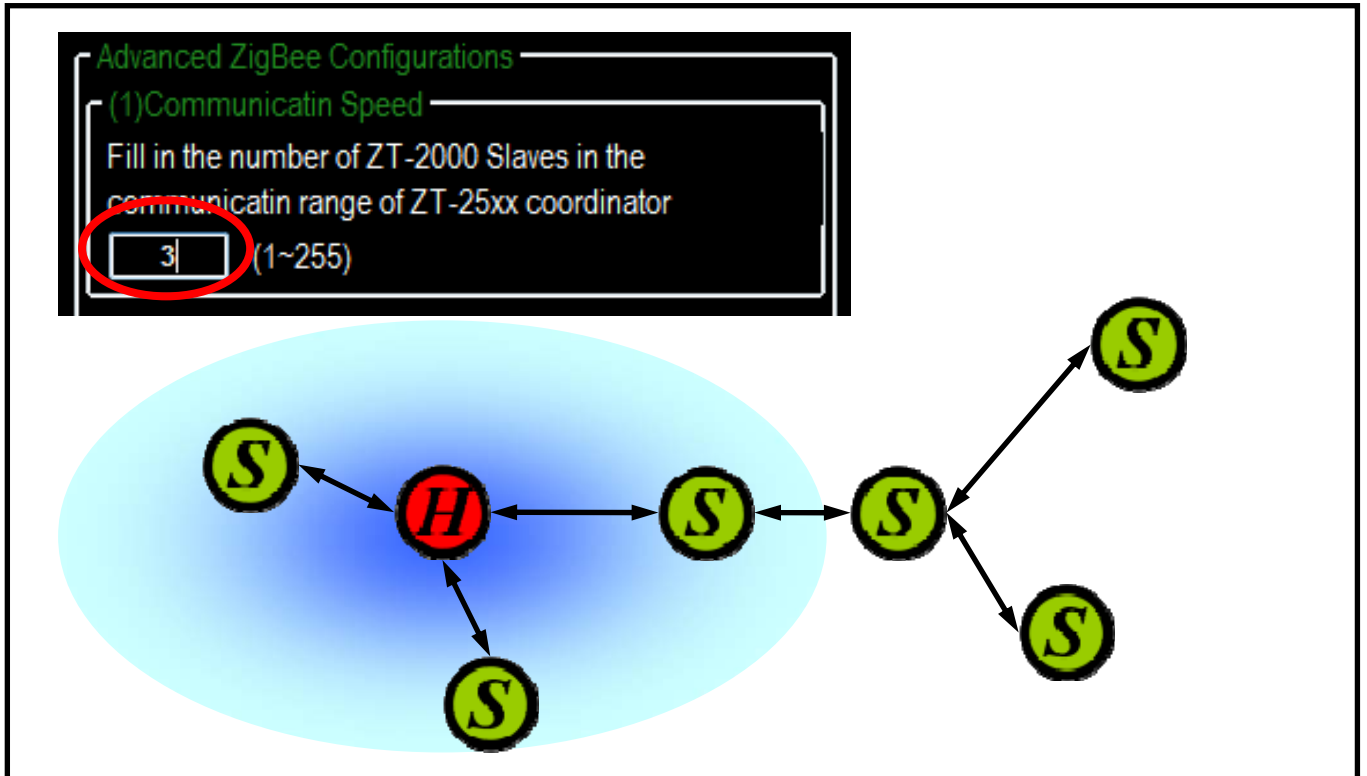 Advanced ZigBee Configurations
(1)Communicatin Speed
Fill in the number of ZT-2000 Slaves in the
communicatin range of ZT-25xx coordinator
3 (1~255)
S
S
H
S
S
S
S